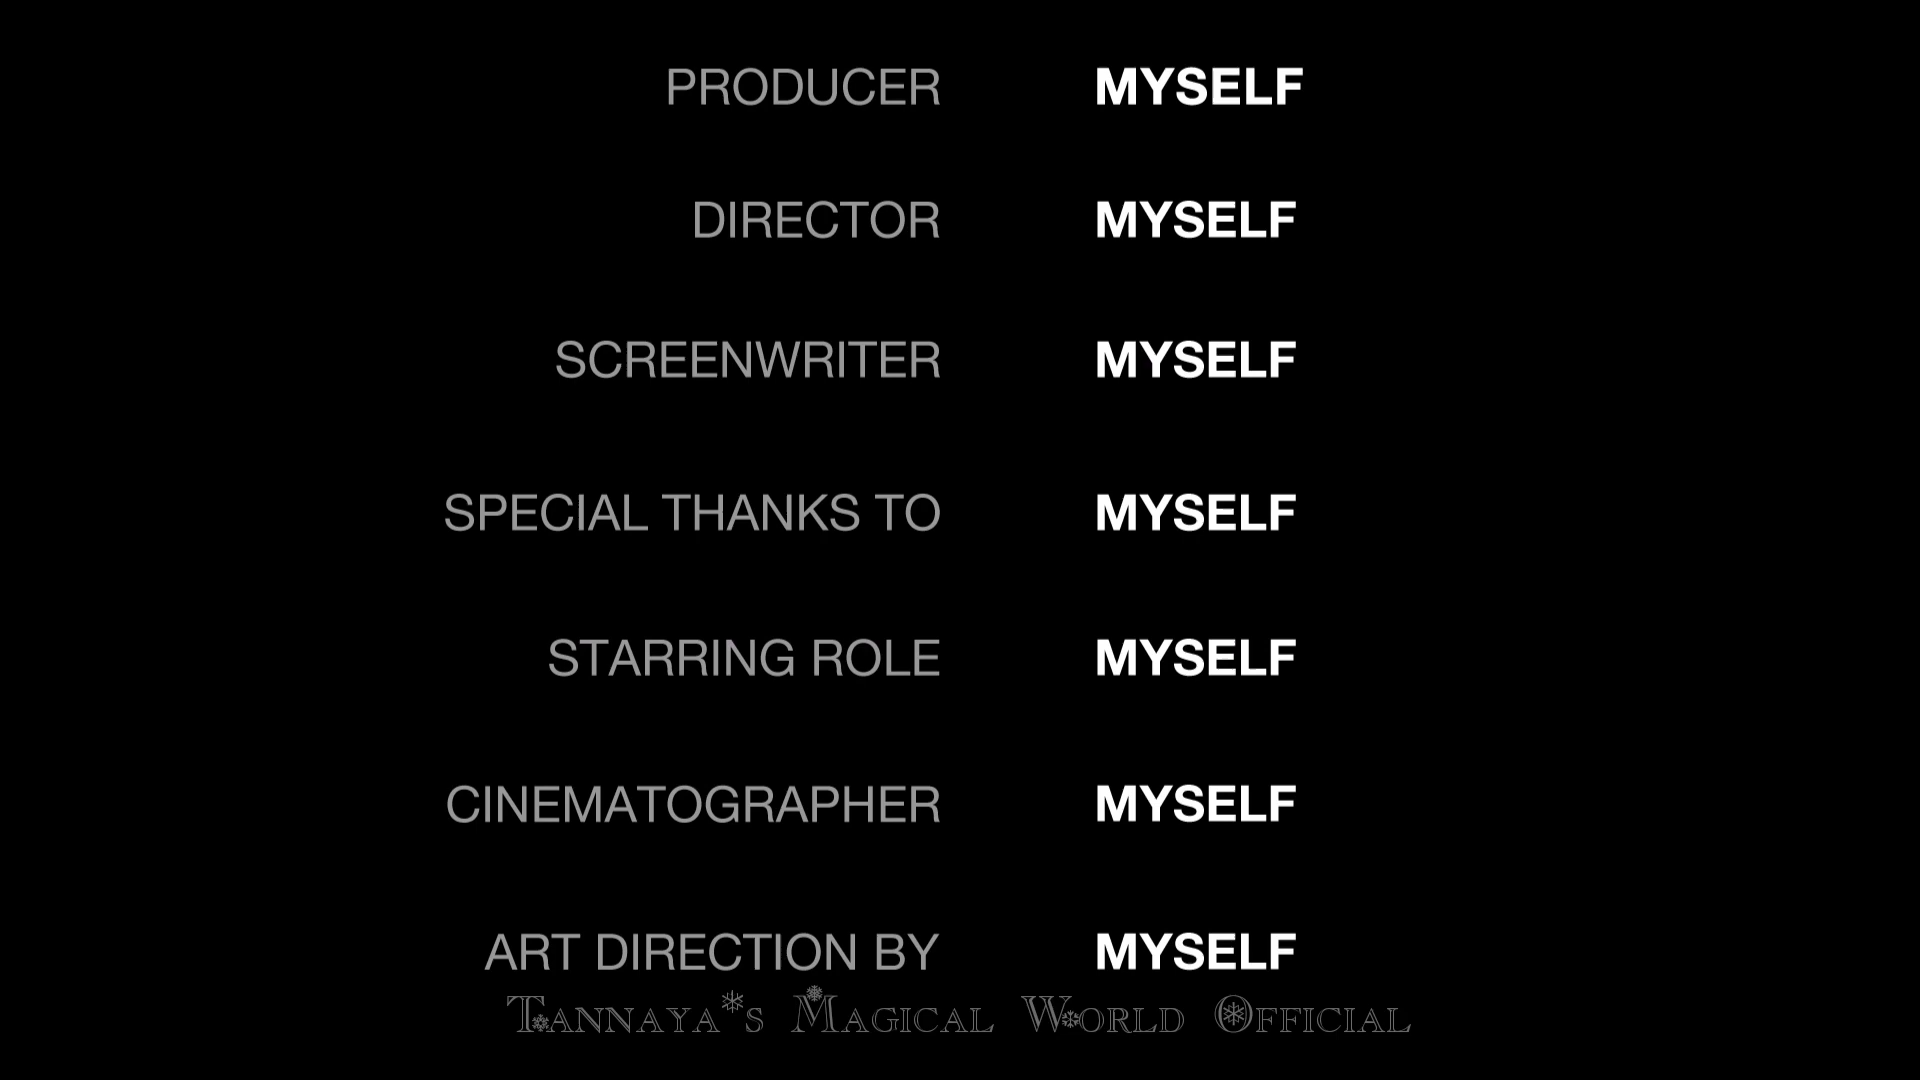 PRODUCER MYSELF
DIRECTOR MYSELF
SCREENWRITER MYSELF
SPECIAL THANKS TO MYSELF
STARRING ROLE MYSELF
CINEMATOGRAPHER MYSELF
ART DIRECTION BY MYSELF
Tannaya*s Magical World Official